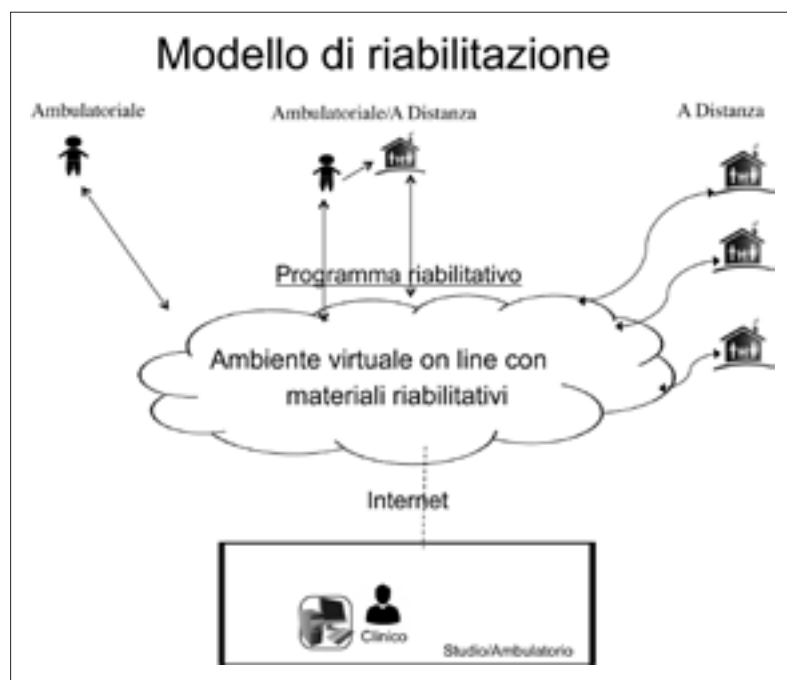 Modello di riabilitazione
Ambulatoriale
Ambulatoriale/A Distanza
A Distanza
Programma riabilitativo
Ambiente virtuale on line con
materiali riabilitativi
Internet
Clinico
Studio/Ambulatorio